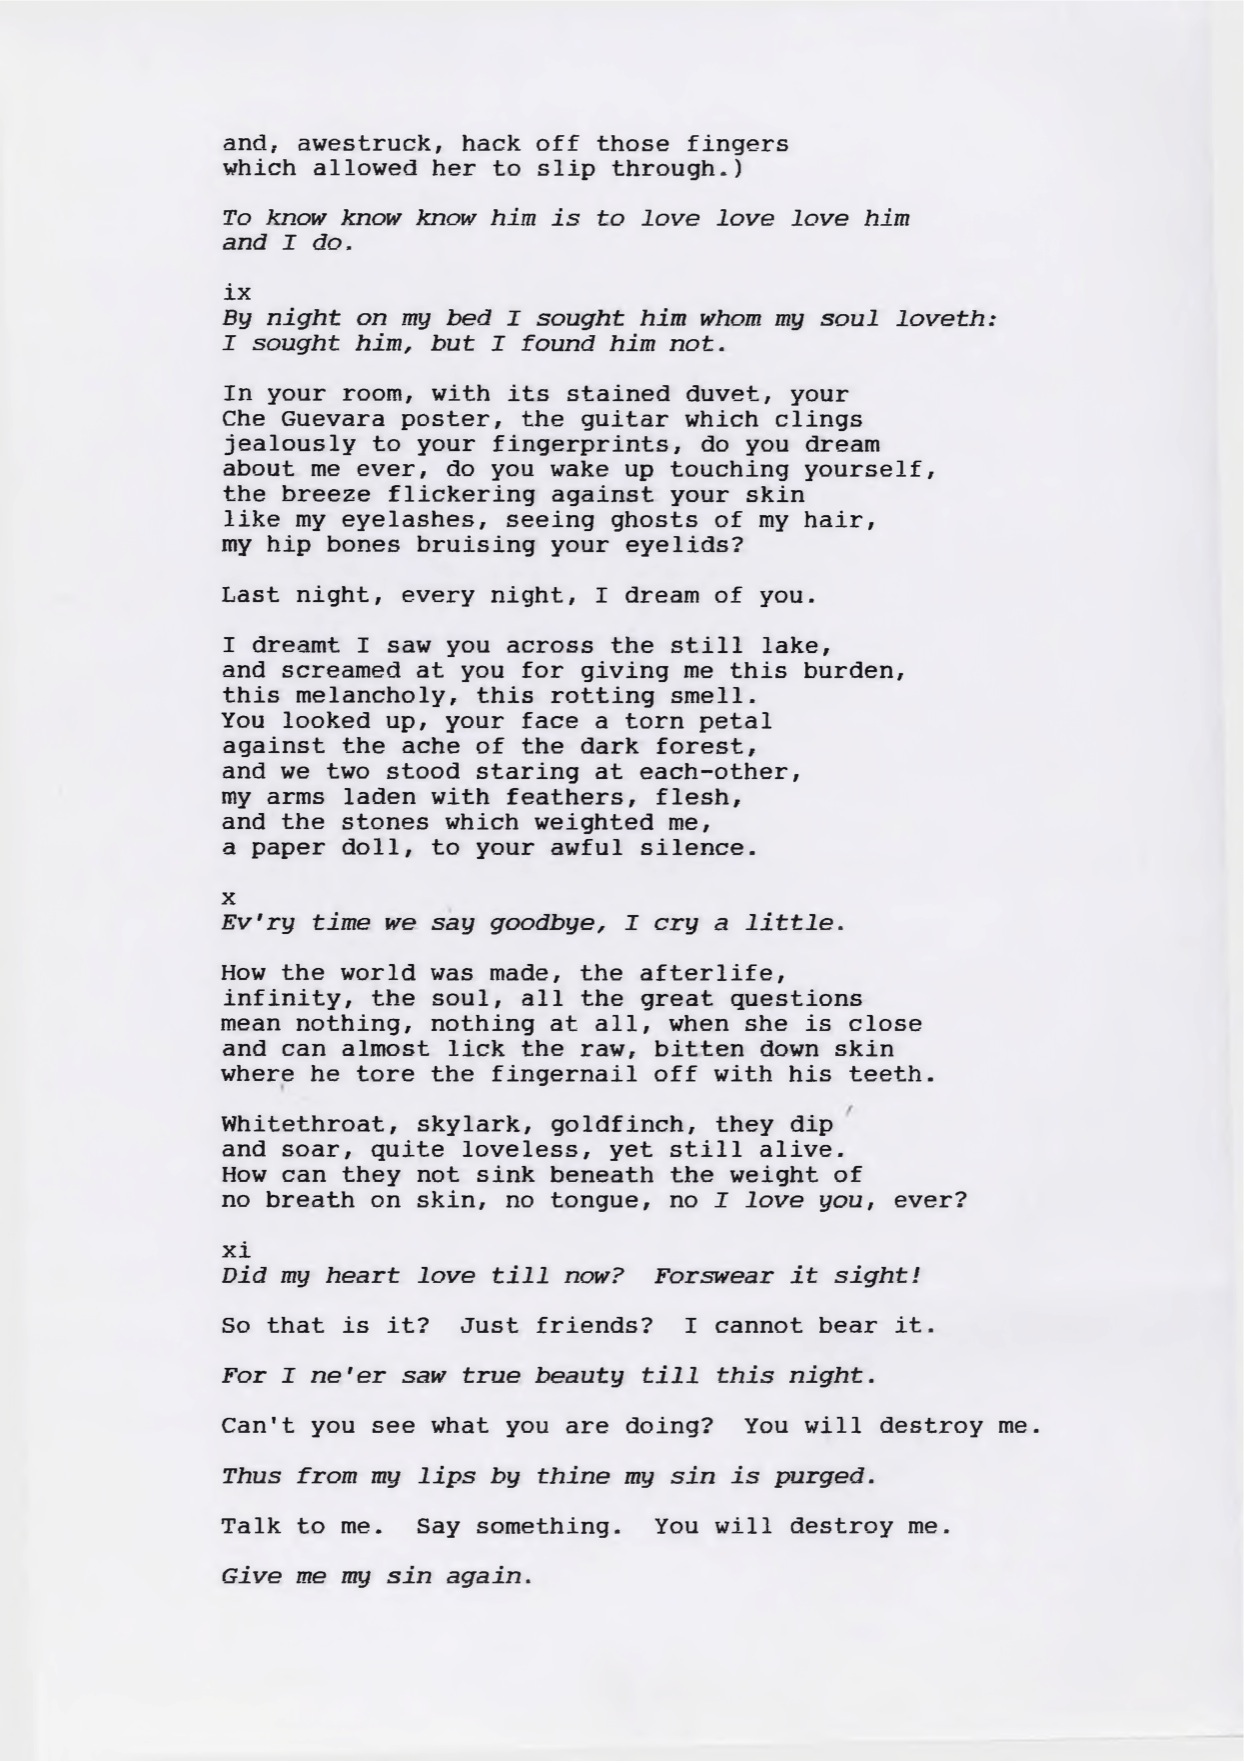 and, awestruck, hack off those fingers
which allowed her to slip through.)
To know know know him is to love love love him
and I do.
ix
By night on my bed I sought him whom my soul loveth:
I sought him, but I found him not.
In your room, with its stained duvet, your
Che Guevara poster, the guitar which clings
jealously to your fingerprints, do you dream
about me ever, do you wake up touching yourself,
the breeze flickering against your skin
like my eyelashes, seeing ghosts of my hair,
my hip bones bruising your eyelids?
Last night, every night, I dream of you.
I dreamt I saw you across the still lake,
and screamed at you for giving me this burden,
this melancholy, this rotting smell.
You looked up, your face a torn petal
against the ache of the dark forest,
and we two stood staring at each-other,
my arms laden with feathers, flesh,
and the stones which weighted me,
a paper doll, to your awful silence.
x
Ev'ry time we say goodbye, I cry a little.
How the world was made, the afterlife,
infinity, the soul, all the great questions
mean nothing, nothing at all, when she is close
and can almost lick the raw, bitten down skin
where he tore the fingernail off with his teeth.
Whitethroat, skylark, goldfinch, they dip
and soar, quite loveless, yet still alive.
How can they not sink beneath the weight of
no breath on skin, no tongue, no I love you, ever?
xi
Did my heart love till now?  Forswear it sight!
So that is it?  Just friends?  I cannot bear it.
For I ne'er saw true beauty till this night.
Can't you see what you are doing?  You will destroy me.
Thus from my lips by thine my sin is purged.
Talk to me.  Say something.  You will destroy me.
Give me my sin again.